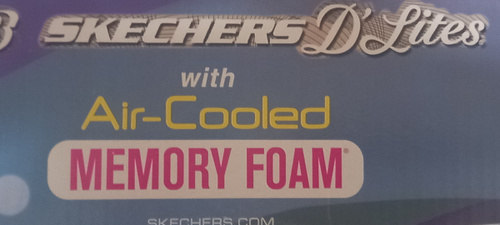 SKECHERS D'Lites
with
Air-Cooled
MEMORY FOAM®
SKECHERS.COM